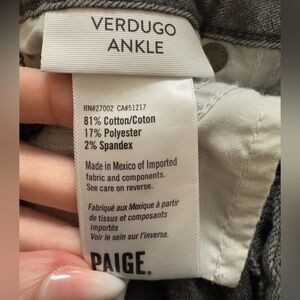 VERDUGO
ANKLE
RN#27002 CA#51217
81% Cotton/Coton
17% Polyester
2% Spandex
Made in Mexico of Imported
fabric and components.
See care on reverse.
Fabriqué aux Mexique à partir
de tissus et composants
importés
Voir le soin sur l'inverse.
PAIGE.